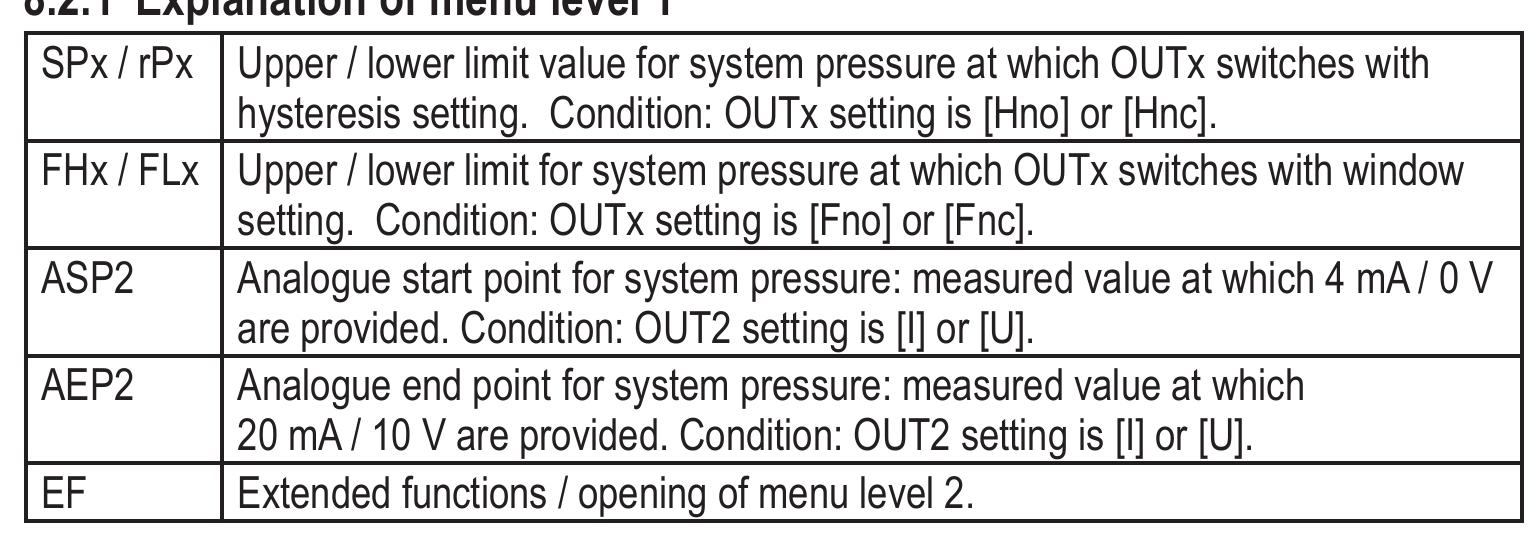 8.2.1 Explanation of menu level 1
SPx / rPx
Upper / lower limit value for system pressure at which OUTx switches with
hysteresis setting.  Condition: OUTx setting is [Hno] or [Hnc].
FHx / FLx
Upper / lower limit for system pressure at which OUTx switches with window
setting.  Condition: OUTx setting is [Fno] or [Fnc].
ASP2
Analogue start point for system pressure: measured value at which 4 mA / 0 V
are provided. Condition: OUT2 setting is [I] or [U].
AEP2
Analogue end point for system pressure: measured value at which
20 mA / 10 V are provided. Condition: OUT2 setting is [I] or [U].
EF
Extended functions / opening of menu level 2.